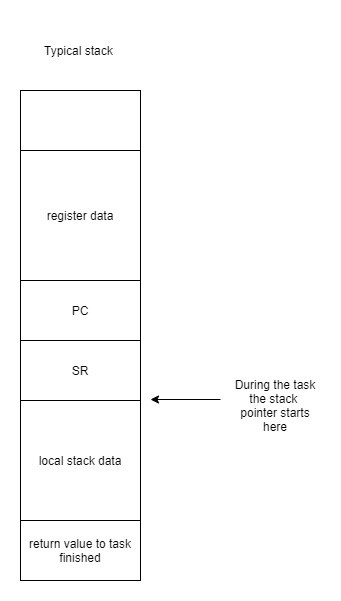 Typical stack
register data
PC
SR
During the task
the stack
pointer starts
here
local stack data
return value to task
finished